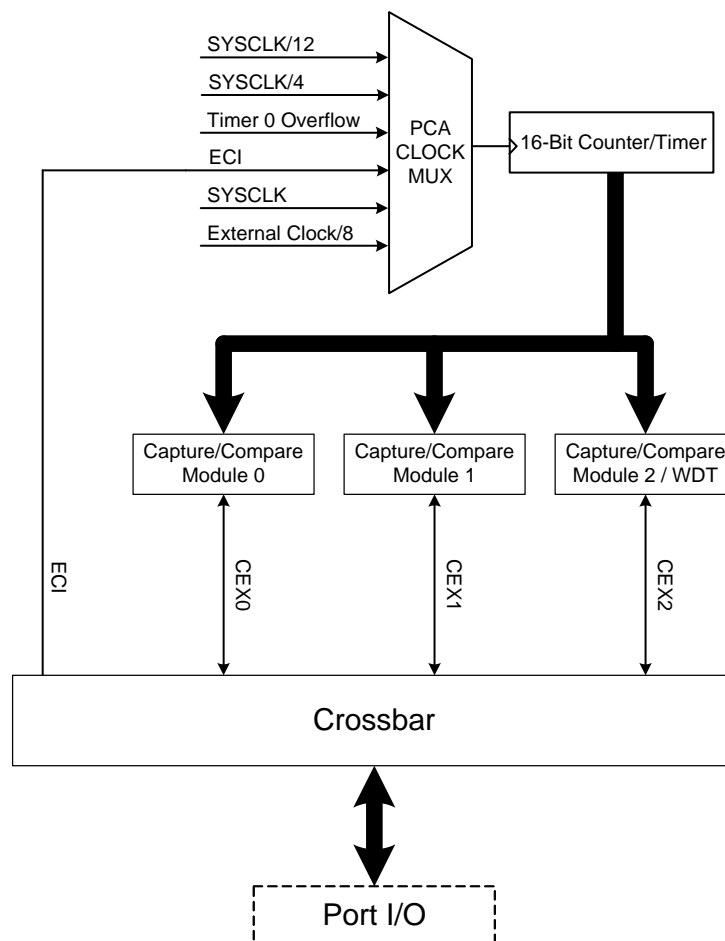 SYSCLK/12
SYSCLK/4
Timer 0 Overflow
ECI
SYSCLK
External Clock/8
PCA
CLOCK
MUX
16-Bit Counter/Timer
Capture/Compare
Module 0
Capture/Compare
Module 1
Capture/Compare
Module 2 / WDT
ECI
CEX0
CEX1
CEX2
Crossbar
Port I/O